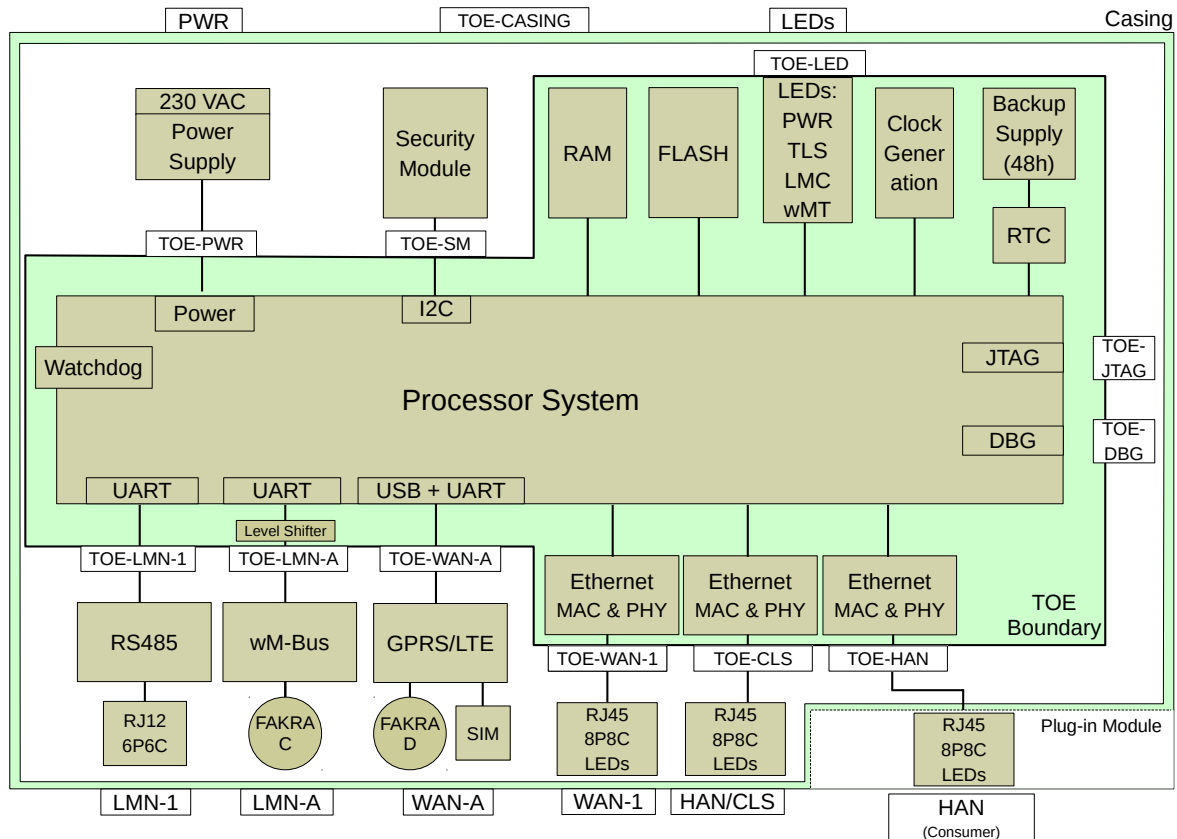 PWR
TOE-CASING
LEDs
Casing
TOE-LED
230 VAC
Power
Supply
Security
Module
RAM
FLASH
LEDs:
PWR
TLS
LMC
wMT
Clock
Gener
ation
Backup
Supply
(48h)
RTC
TOE-PWR
TOE-SM
Power
I2C
Watchdog
Processor System
JTAG
TOE-
JTAG
DBG
TOE-
DBG
UART
UART
USB + UART
Level Shifter
TOE-LMN-1
TOE-LMN-A
TOE-WAN-A
Ethernet
MAC & PHY
Ethernet
MAC & PHY
Ethernet
MAC & PHY
TOE
Boundary
RS485
wM-Bus
GPRS/LTE
TOE-WAN-1
TOE-CLS
TOE-HAN
RJ12
6P6C
FAKRA
C
FAKRA
D
SIM
RJ45
8P8C
LEDs
RJ45
8P8C
LEDs
RJ45
8P8C
LEDs
Plug-in Module
LMN-1
LMN-A
WAN-A
WAN-1
HAN/CLS
HAN
(Consumer)